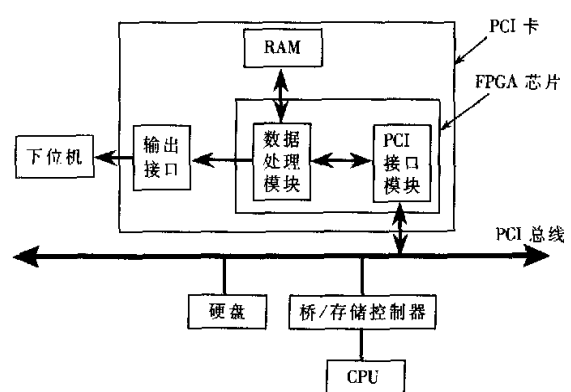 PCI 卡
RAM
FPGA 芯片
下位机
输出
接口
数据
处理
模块
PCI
接口
模块
PCI 总线
硬盘
桥/存储控制器
CPU